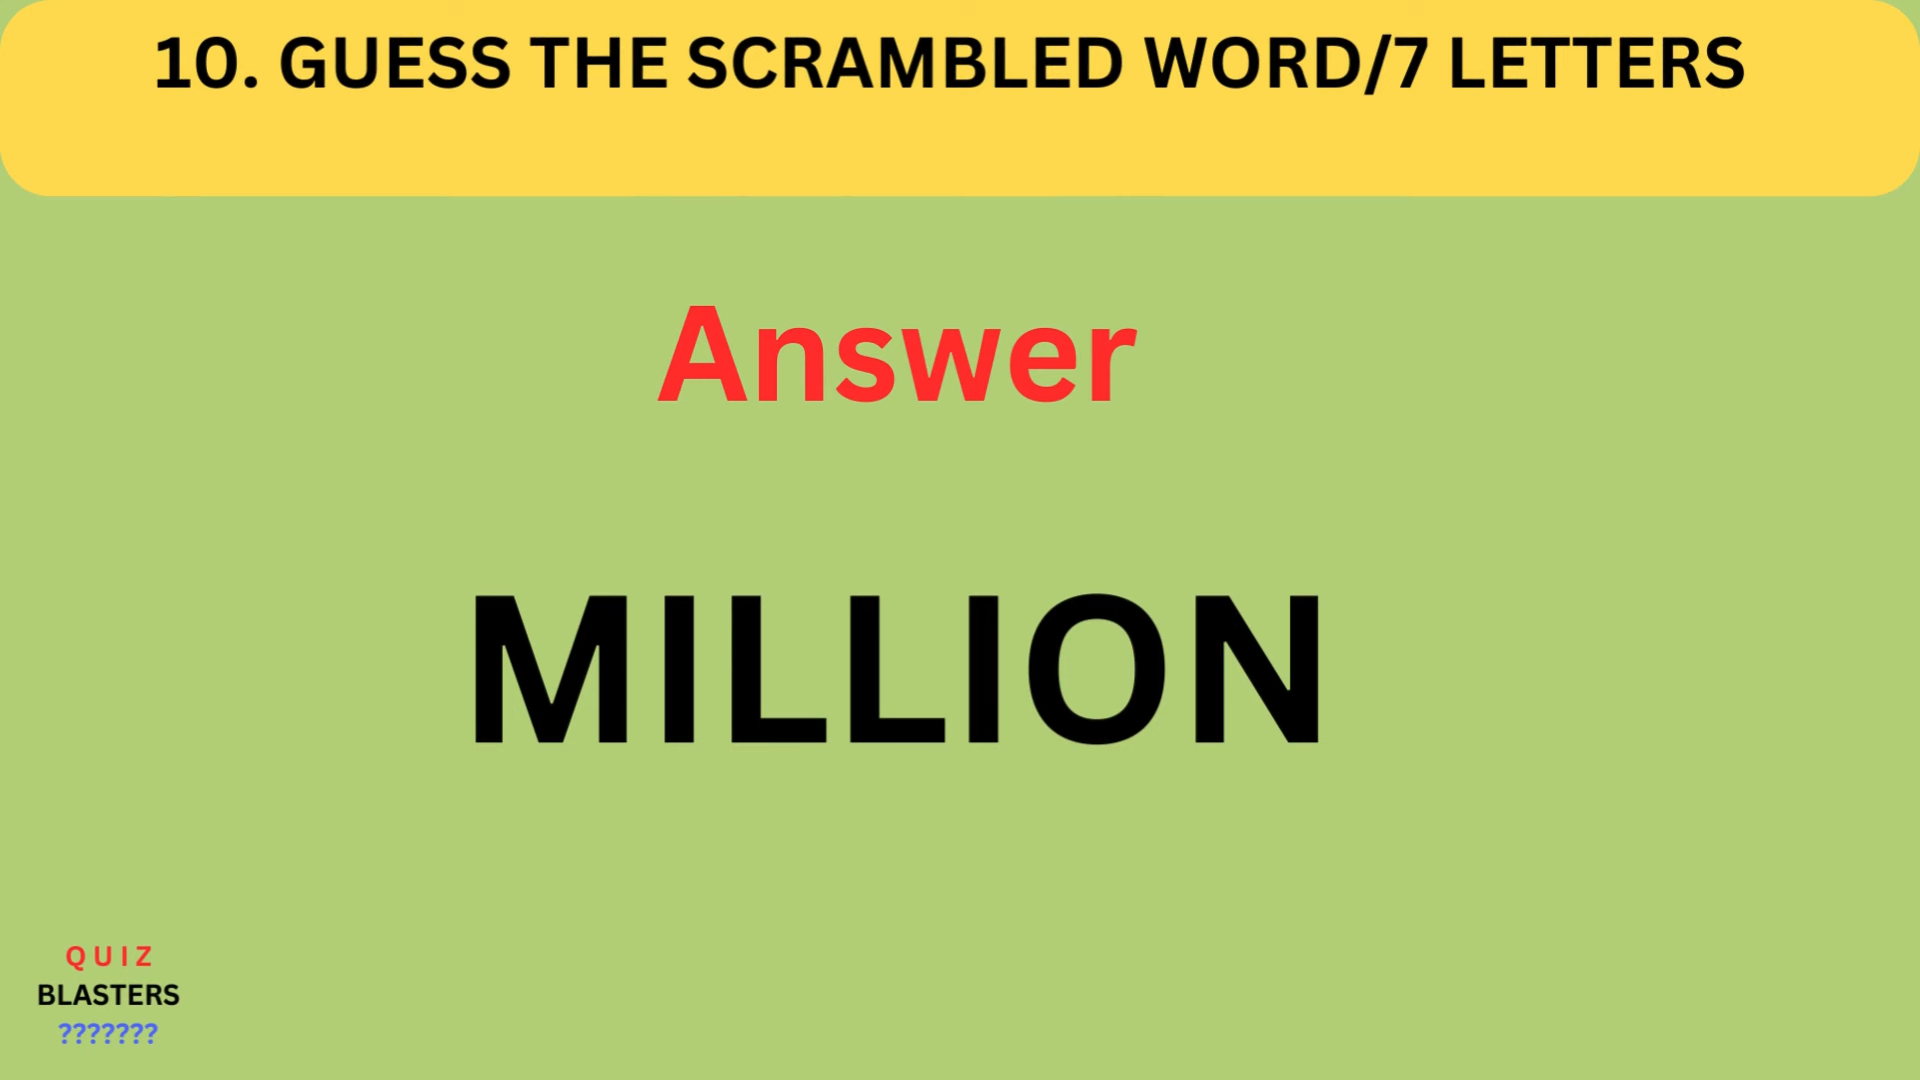 10. GUESS THE SCRAMBLED WORD/7 LETTERS
Answer
MILLION
QUIZ
BLASTERS
???????